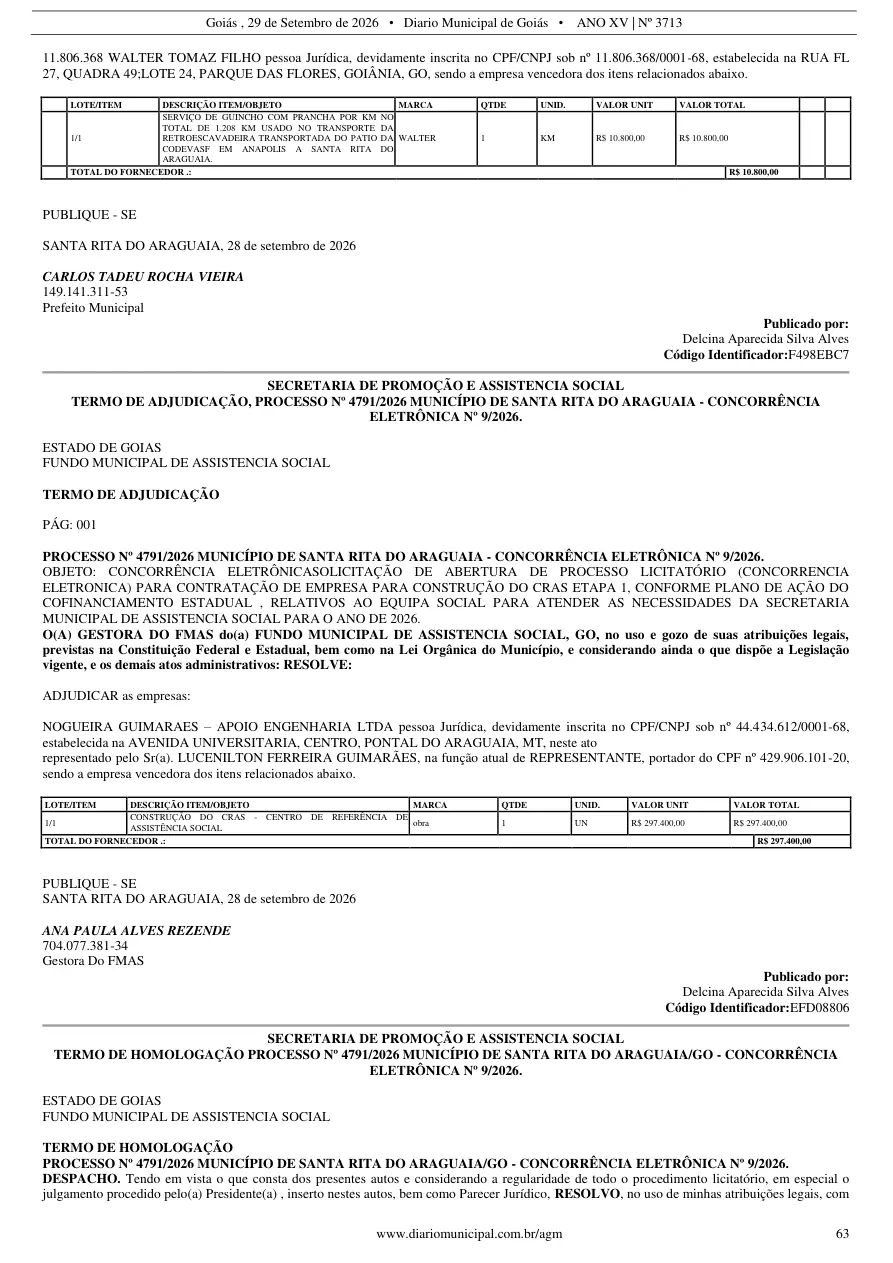 Goiás , 29 de Setembro de 2026 • Diario Municipal de Goiás • ANO XV | Nº 3713
11.806.368 WALTER TOMAZ FILHO pessoa Jurídica, devidamente inscrita no CPF/CNPJ sob nº 11.806.368/0001-68, estabelecida na RUA FL
27, QUADRA 49;LOTE 24, PARQUE DAS FLORES, GOIÂNIA, GO, sendo a empresa vencedora dos itens relacionados abaixo.
LOTE/ITEM DESCRIÇÃO ITEM/OBJETO MARCA QTDE UNID. VALOR UNIT VALOR TOTAL
SERVIÇO DE GUINCHO COM PRANCHA POR KM NO
TOTAL DE 1.208 KM USADO NO TRANSPORTE DA
1/1 RETROESCAVADEIRA TRANSPORTADA DO PATIO DA WALTER 1 KM R$ 10.800,00 R$ 10.800,00
CODEVASF EM ANAPOLIS A SANTA RITA DO
ARAGUAIA.
TOTAL DO FORNECEDOR .: R$ 10.800,00
PUBLIQUE - SE
SANTA RITA DO ARAGUAIA, 28 de setembro de 2026
CARLOS TADEU ROCHA VIEIRA
149.141.311-53
Prefeito Municipal
Publicado por:
Delcina Aparecida Silva Alves
Código Identificador:F498EBC7
SECRETARIA DE PROMOÇÃO E ASSISTENCIA SOCIAL
TERMO DE ADJUDICAÇÃO, PROCESSO Nº 4791/2026 MUNICÍPIO DE SANTA RITA DO ARAGUAIA - CONCORRÊNCIA
ELETRÔNICA Nº 9/2026.
ESTADO DE GOIAS
FUNDO MUNICIPAL DE ASSISTENCIA SOCIAL
TERMO DE ADJUDICAÇÃO
PÁG: 001
PROCESSO Nº 4791/2026 MUNICÍPIO DE SANTA RITA DO ARAGUAIA - CONCORRÊNCIA ELETRÔNICA Nº 9/2026.
OBJETO: CONCORRÊNCIA ELETRÔNICASOLICITAÇÃO DE ABERTURA DE PROCESSO LICITATÓRIO (CONCORRENCIA
ELETRONICA) PARA CONTRATAÇÃO DE EMPRESA PARA CONSTRUÇÃO DO CRAS ETAPA 1, CONFORME PLANO DE AÇÃO DO
COFINANCIAMENTO ESTADUAL , RELATIVOS AO EQUIPA SOCIAL PARA ATENDER AS NECESSIDADES DA SECRETARIA
MUNICIPAL DE ASSISTENCIA SOCIAL PARA O ANO DE 2026.
O(A) GESTORA DO FMAS do(a) FUNDO MUNICIPAL DE ASSISTENCIA SOCIAL, GO, no uso e gozo de suas atribuições legais,
previstas na Constituição Federal e Estadual, bem como na Lei Orgânica do Município, e considerando ainda o que dispõe a Legislação
vigente, e os demais atos administrativos: RESOLVE:
ADJUDICAR as empresas:
NOGUEIRA GUIMARAES – APOIO ENGENHARIA LTDA pessoa Jurídica, devidamente inscrita no CPF/CNPJ sob nº 44.434.612/0001-68,
estabelecida na AVENIDA UNIVERSITARIA, CENTRO, PONTAL DO ARAGUAIA, MT, neste ato
representado pelo Sr(a). LUCENILTON FERREIRA GUIMARÃES, na função atual de REPRESENTANTE, portador do CPF nº 429.906.101-20,
sendo a empresa vencedora dos itens relacionados abaixo.
LOTE/ITEM DESCRIÇÃO ITEM/OBJETO MARCA QTDE UNID. VALOR UNIT VALOR TOTAL
1/1 CONSTRUÇÃO DO CRAS - CENTRO DE REFERÊNCIA DE obra 1 UN R$ 297.400,00 R$ 297.400,00
ASSISTÊNCIA SOCIAL
TOTAL DO FORNECEDOR .: R$ 297.400,00
PUBLIQUE - SE
SANTA RITA DO ARAGUAIA, 28 de setembro de 2026
ANA PAULA ALVES REZENDE
704.077.381-34
Gestora Do FMAS
Publicado por:
Delcina Aparecida Silva Alves
Código Identificador:EFD08806
SECRETARIA DE PROMOÇÃO E ASSISTENCIA SOCIAL
TERMO DE HOMOLOGAÇÃO PROCESSO Nº 4791/2026 MUNICÍPIO DE SANTA RITA DO ARAGUAIA/GO - CONCORRÊNCIA
ELETRÔNICA Nº 9/2026.
ESTADO DE GOIAS
FUNDO MUNICIPAL DE ASSISTENCIA SOCIAL
TERMO DE HOMOLOGAÇÃO
PROCESSO Nº 4791/2026 MUNICÍPIO DE SANTA RITA DO ARAGUAIA/GO - CONCORRÊNCIA ELETRÔNICA Nº 9/2026.
DESPACHO. Tendo em vista o que consta dos presentes autos e considerando a regularidade de todo o procedimento licitatório, em especial o
julgamento procedido pelo(a) Presidente(a) , inserto nestes autos, bem como Parecer Jurídico, RESOLVO, no uso de minhas atribuições legais, com
www.diariomunicipal.com.br/agm 63